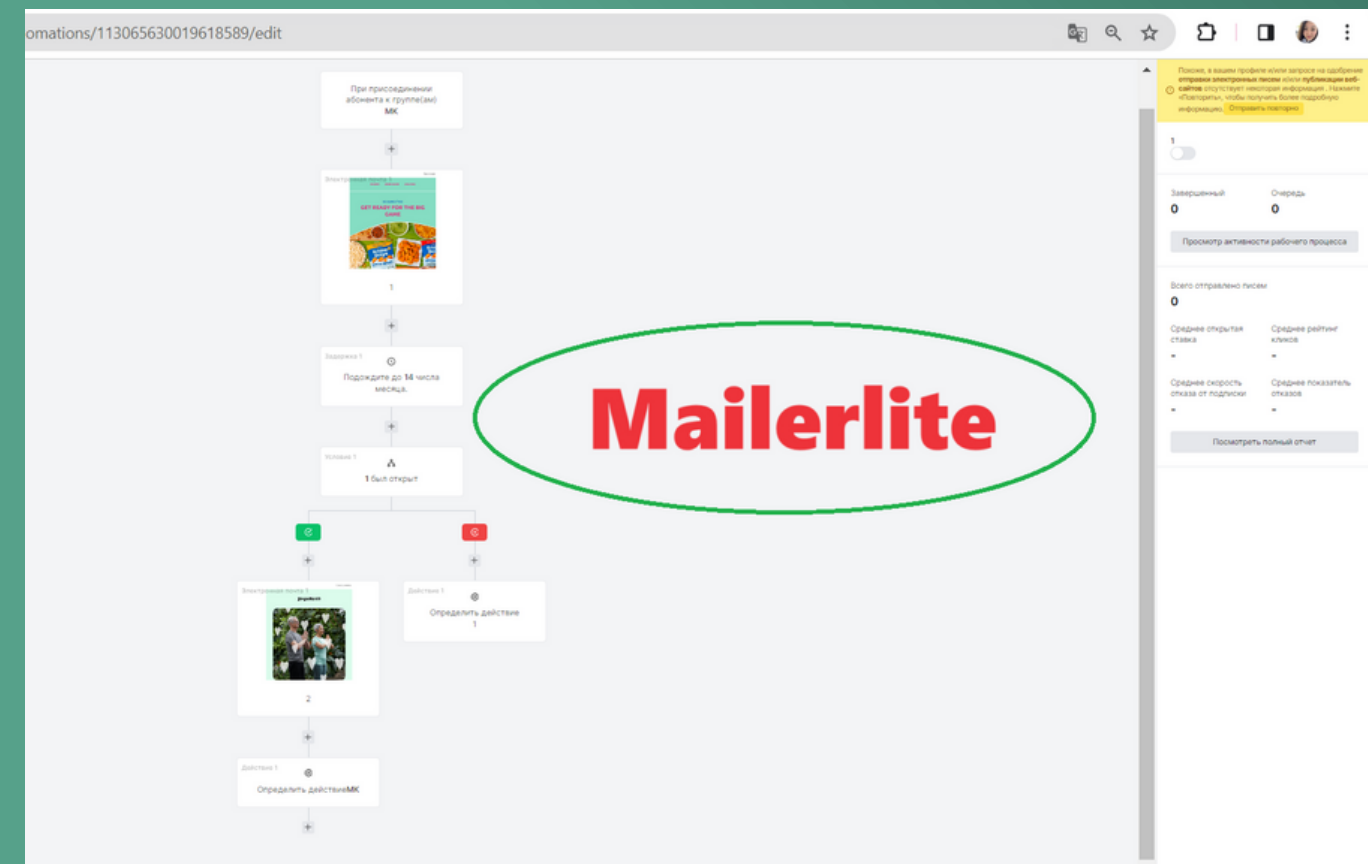 omations/113065630019618589/edit
При присоединении
абонента к группе(ам)
МК
Электронная почта 1
GET READY FOR THE BIG
GAME
1
Задержка 1
Подождите до 14 числа
месяца.
Условие 1
1 был открыт
Электронная почта 1
2
Действие 1
Определить действие
1
Действие 1
Определить действиеМК
Mailerlite
Похоже, в вашем профиле и/или запросе на одобрение
отправки электронных писем и/или публикации веб-
сайтов отсутствует некоторая информация . Нажмите
«Повторить», чтобы получить более подробную
информацию. Отправить повторно
1
Завершенный Очередь
0 0
Просмотр активности рабочего процесса
Всего отправлено писем
0
Среднее открытая Среднее рейтинг
ставка кликов
- -
Среднее скорость Среднее показатель
отказа от подписки отказов
- -
Посмотреть полный отчет